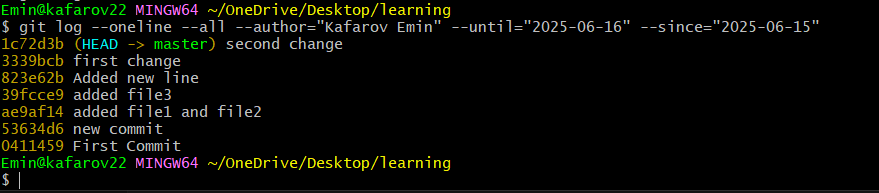 Emin@kafarov22 MINGW64 ~/OneDrive/Desktop/learning
$ git log --oneline --all --author="Kafarov Emin" --until="2025-06-16" --since="2025-06-15"
1c72d3b (HEAD -> master) second change
3339bcb first change
823e62b Added new line
39fcce9 added file3
ae9af14 added file1 and file2
53634d6 new commit
0411459 First Commit
Emin@kafarov22 MINGW64 ~/OneDrive/Desktop/learning
$